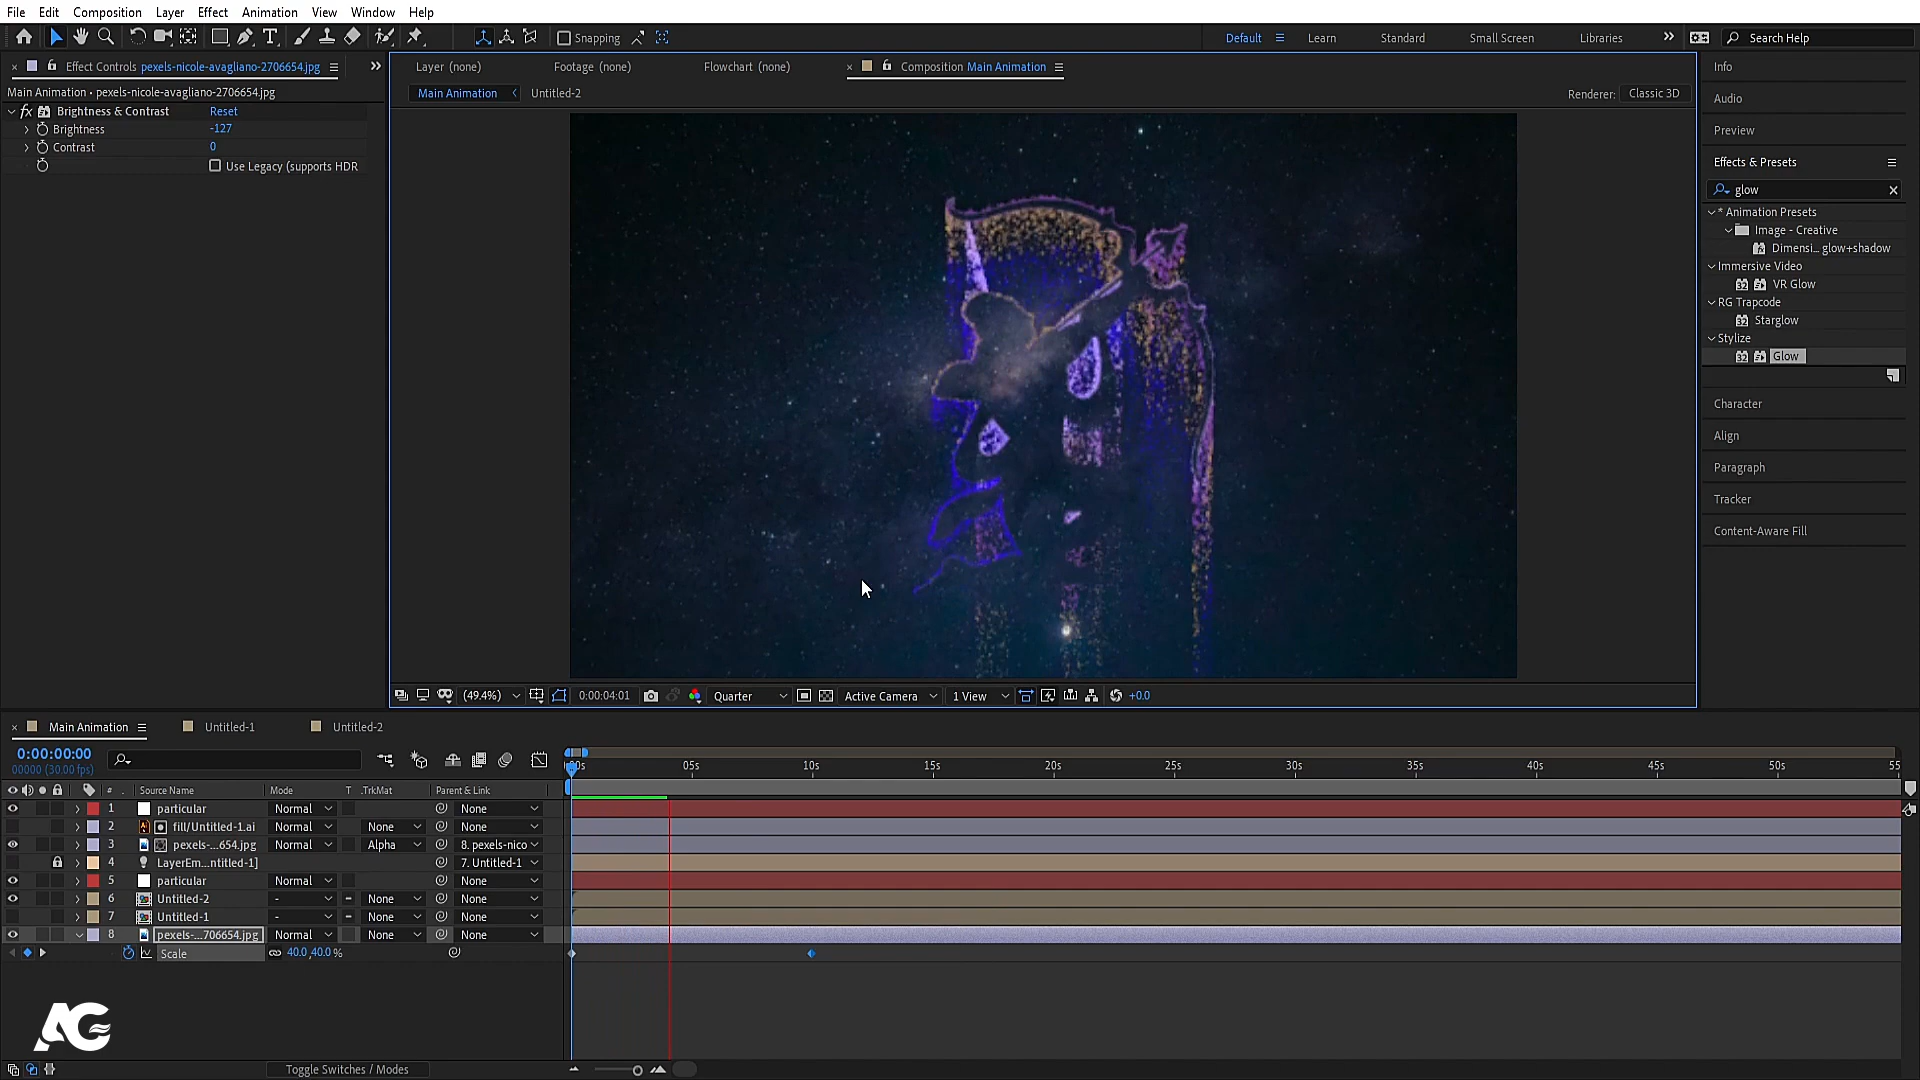 File Edit Composition Layer Effect Animation View Window Help
Snapping
Default Learn Standard Small Screen Libraries
Search Help
Effect Controls pexels-nicole-avagliano-2706654.jpg
Main Animation • pexels-nicole-avagliano-2706654.jpg
fx Brightness & Contrast Reset
Brightness -127
Contrast 0
Use Legacy (supports HDR
Layer (none) Footage (none) Flowchart (none) Composition Main Animation
Main Animation Untitled-2
Renderer: Classic 3D
(49.4%) 0:00:04:01 Quarter Active Camera 1 View +0.0
Info
Audio
Preview
Effects & Presets
glow
* Animation Presets
Image - Creative
Dimensi... glow+shadow
Immersive Video
VR Glow
RG Trapcode
Starglow
Stylize
Glow
Character
Align
Paragraph
Tracker
Content-Aware Fill
Main Animation Untitled-1 Untitled-2
0:00:00:00
00000 (30.00 fps)
# Source Name Mode T .TrkMat Parent & Link
1 particular Normal None
2 fill/Untitled-1.ai Normal None None
3 pexels-...654.jpg Normal Alpha 8. pexels-nico
4 LayerEm...ntitled-1] 7. Untitled-1
5 particular Normal None
6 Untitled-2 - None None
7 Untitled-1 - None None
8 pexels-...706654.jpg Normal None None
Scale 40.0,40.0%
05s 10s 15s 20s 25s 30s 35s 40s 45s 50s 55
AG
Toggle Switches / Modes